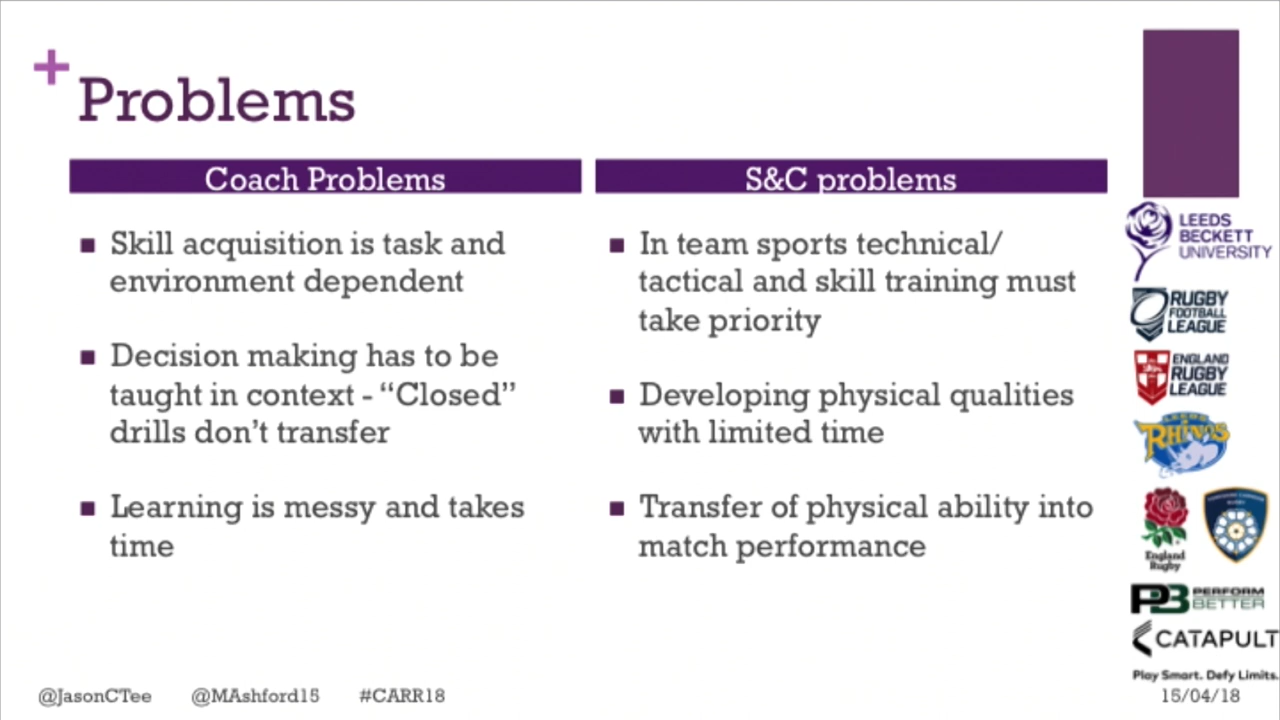 +
Problems
Coach Problems
Skill acquisition is task and
environment dependent
Decision making has to be
taught in context - “Closed”
drills don’t transfer
Learning is messy and takes
time
S&C problems
In team sports technical/
tactical and skill training must
take priority
Developing physical qualities
with limited time
Transfer of physical ability into
match performance
LEEDS
BECKETT
UNIVERSITY
RUGBY
FOOTBALL
LEAGUE
ENGLAND
RUGBY
LEAGUE
LEEDS
RHINOS
England
Rugby
PB PERFORM
BETTER
CATAPULT
Play Smart. Defy Limits.
@JasonCTee @MAshford15 #CARR18
15/04/18